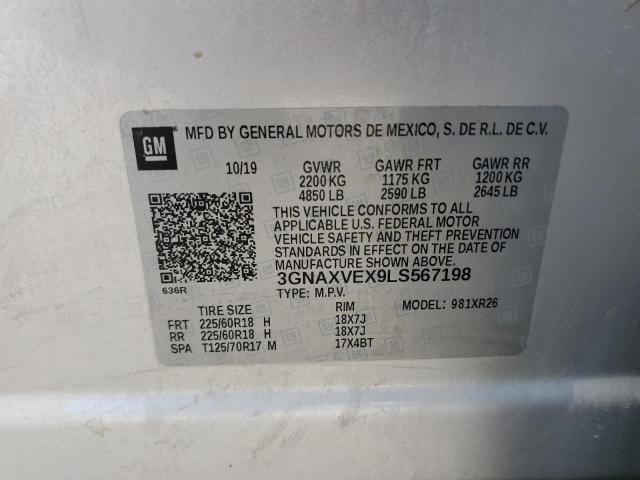 GM
MFD BY GENERAL MOTORS DE MEXICO, S. DE R.L. DE C.V.
10/19 GVWR GAWR FRT GAWR RR
2200 KG 1175 KG 1200 KG
4850 LB 2590 LB 2645 LB
THIS VEHICLE CONFORMS TO ALL
APPLICABLE U.S. FEDERAL MOTOR
VEHICLE SAFETY AND THEFT PREVENTION
STANDARDS IN EFFECT ON THE DATE OF
MANUFACTURE SHOWN ABOVE.
636R
3GNAXVEX9LS567198
TYPE: M.P.V. MODEL: 981XR26
TIRE SIZE RIM
FRT 225/60R18 H 18X7J
RR 225/60R18 H 18X7J
SPA T125/70R17 M 17X4BT